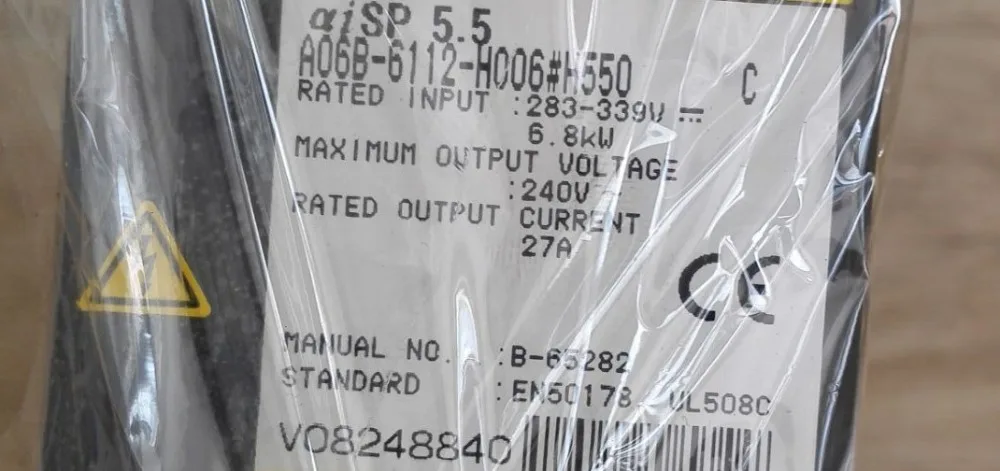 αiSP 5.5
A06B-6112-H006#H550 C
RATED INPUT :283-339V ⎓
6.8kW
MAXIMUM OUTPUT VOLTAGE
:240V~
RATED OUTPUT CURRENT
27A
CE
MANUAL NO. :B-65282
STANDARD :EN50178 UL508C
V08248840